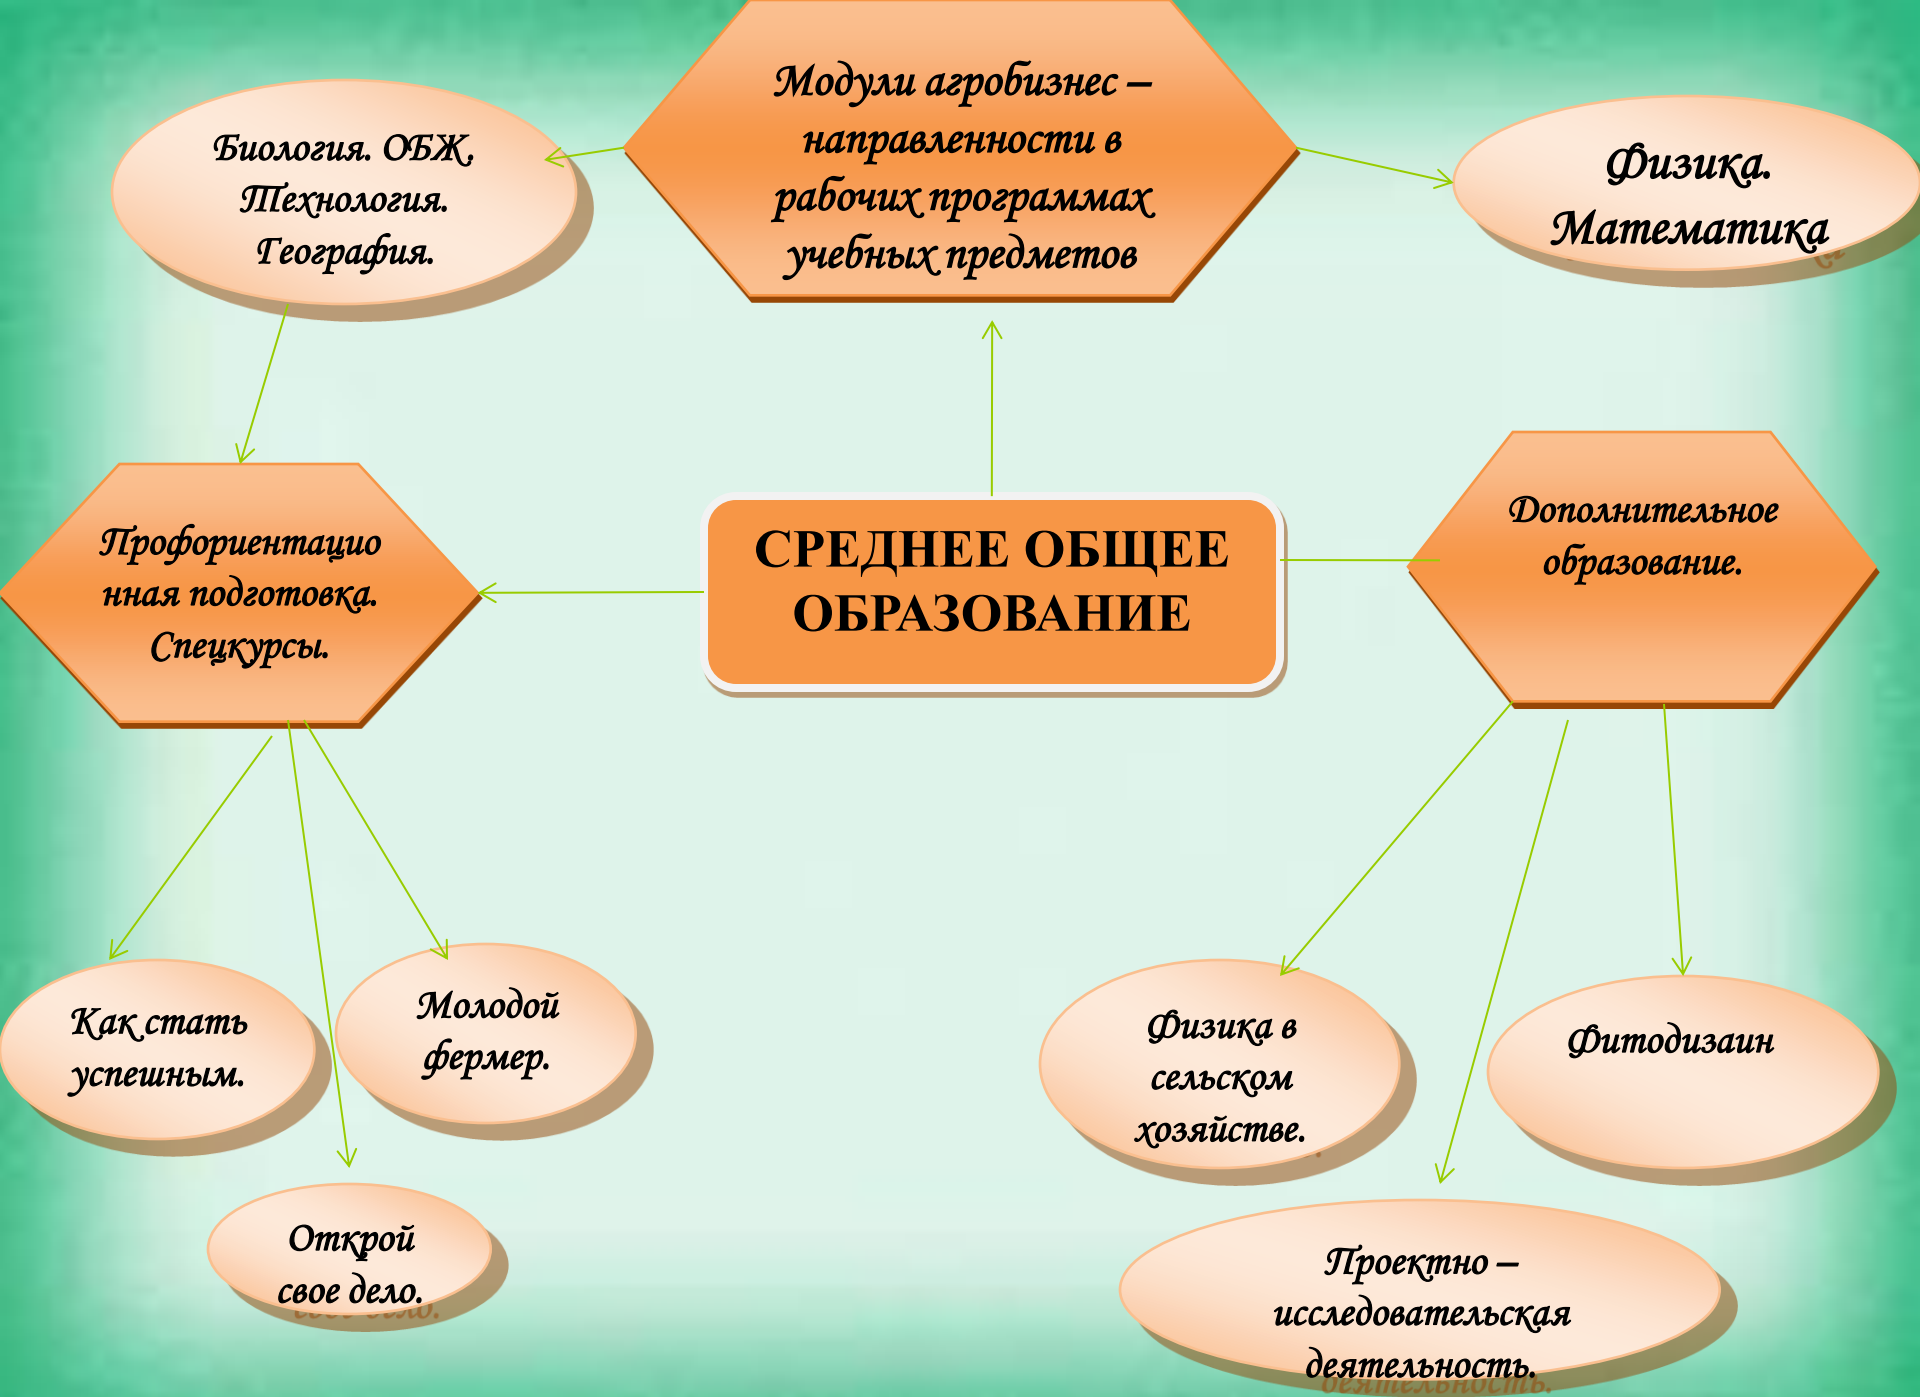 Модули агробизнес –
направленности в
рабочих программах
учебных предметов
Биология. ОБЖ.
Технология.
География.
Физика.
Математика
СРЕДНЕЕ ОБЩЕЕ
ОБРАЗОВАНИЕ
Профориентацио
нная подготовка.
Спецкурсы.
Дополнительное
образование.
Как стать
успешным.
Молодой
фермер.
Открой
свое дело.
Физика в
сельском
хозяйстве.
Фитодизаин
Проектно –
исследовательская
деятельность.